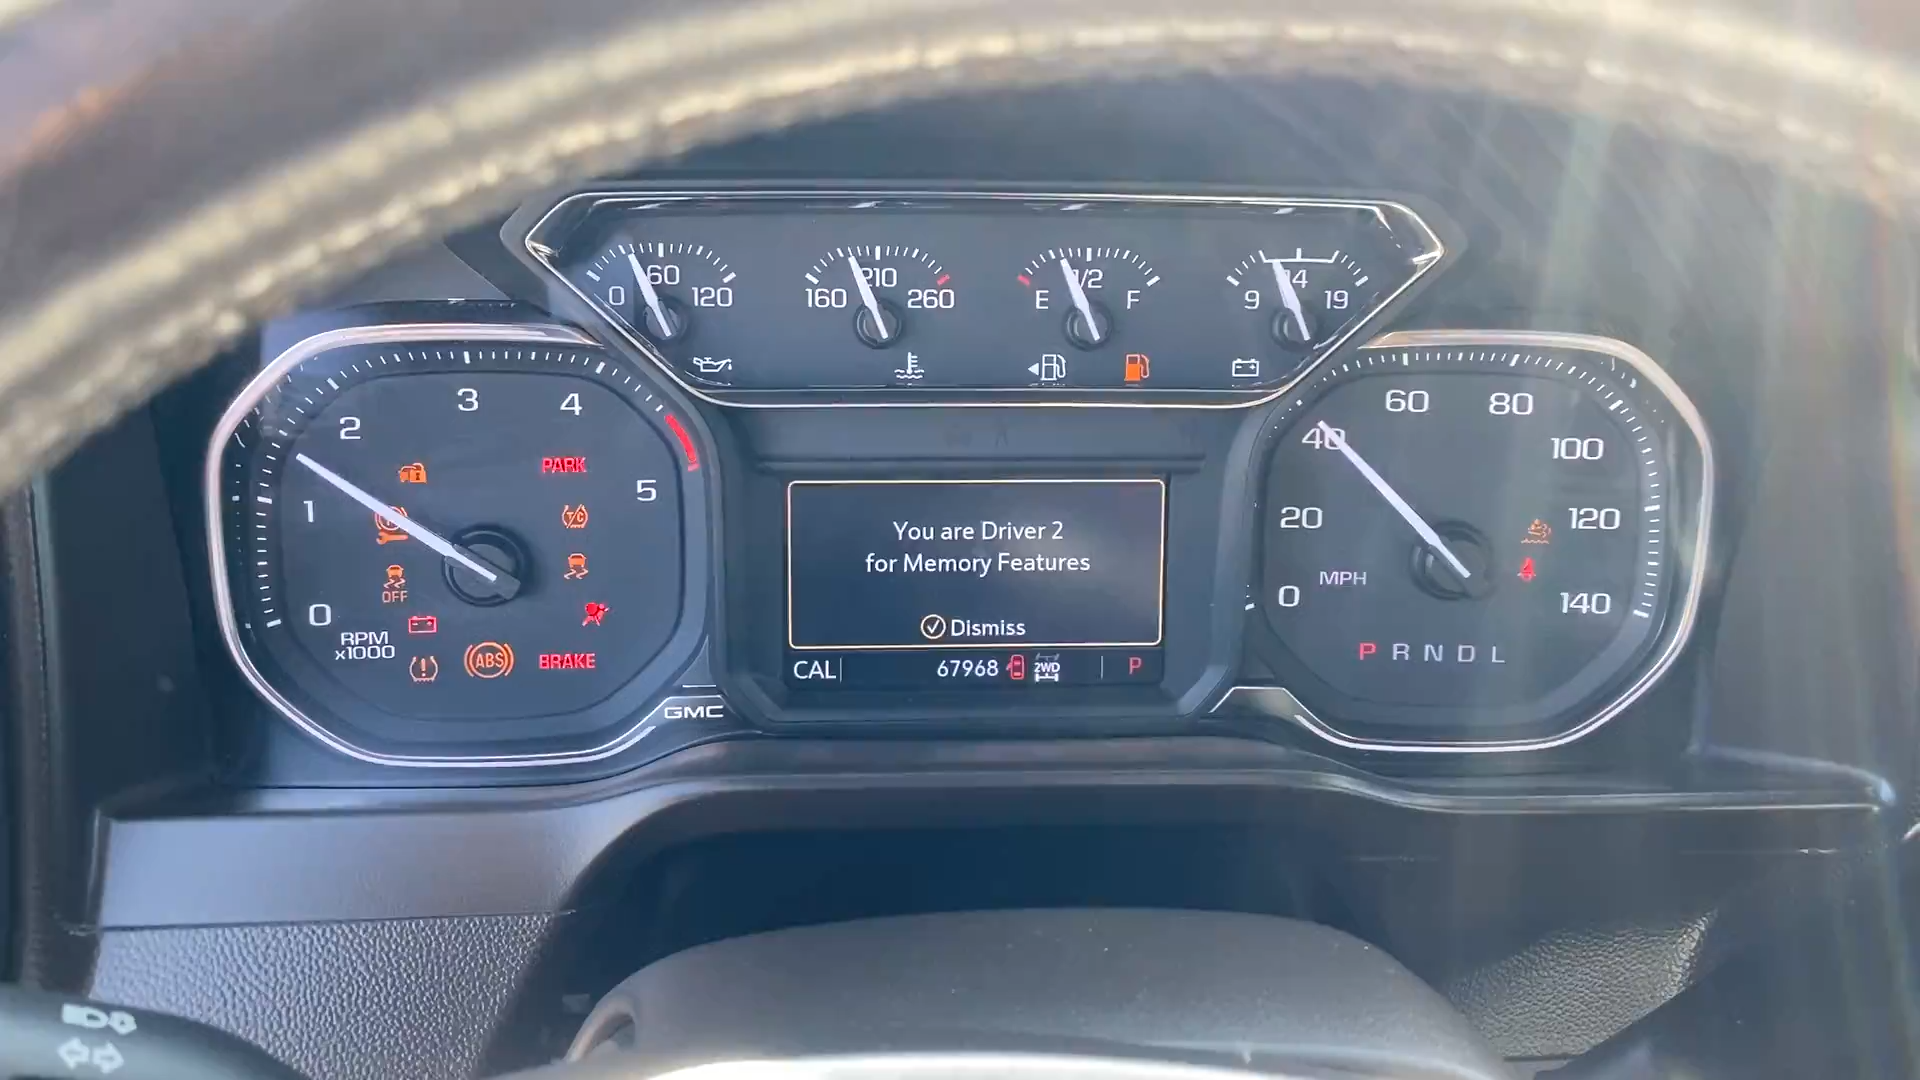 0 60 120
160 210 260
E 1/2 F
9 14 19
0 1 2 3 4 5
RPM
x1000
PARK
T/C
OFF
ABS
BRAKE
GMC
You are Driver 2
for Memory Features
Dismiss
CAL 67968 2WD P
0 20 40 60 80 100 120 140
MPH
P R N D L